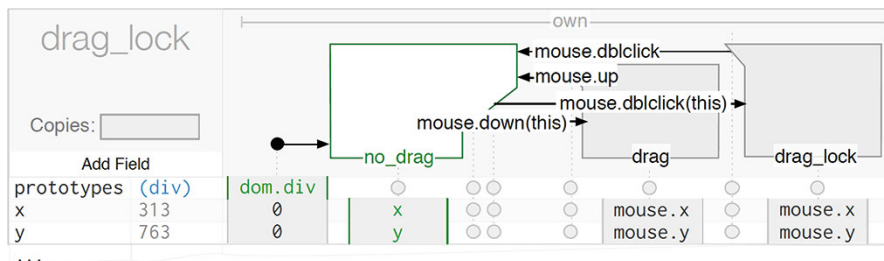 own
drag_lock
mouse.dblclick
mouse.up
mouse.dblclick(this)
Copies:
mouse.down(this)
Add Field
no_drag
drag
drag_lock
prototypes (div) dom.div
x 313 0 x mouse.x mouse.x
y 763 0 y mouse.y mouse.y
...